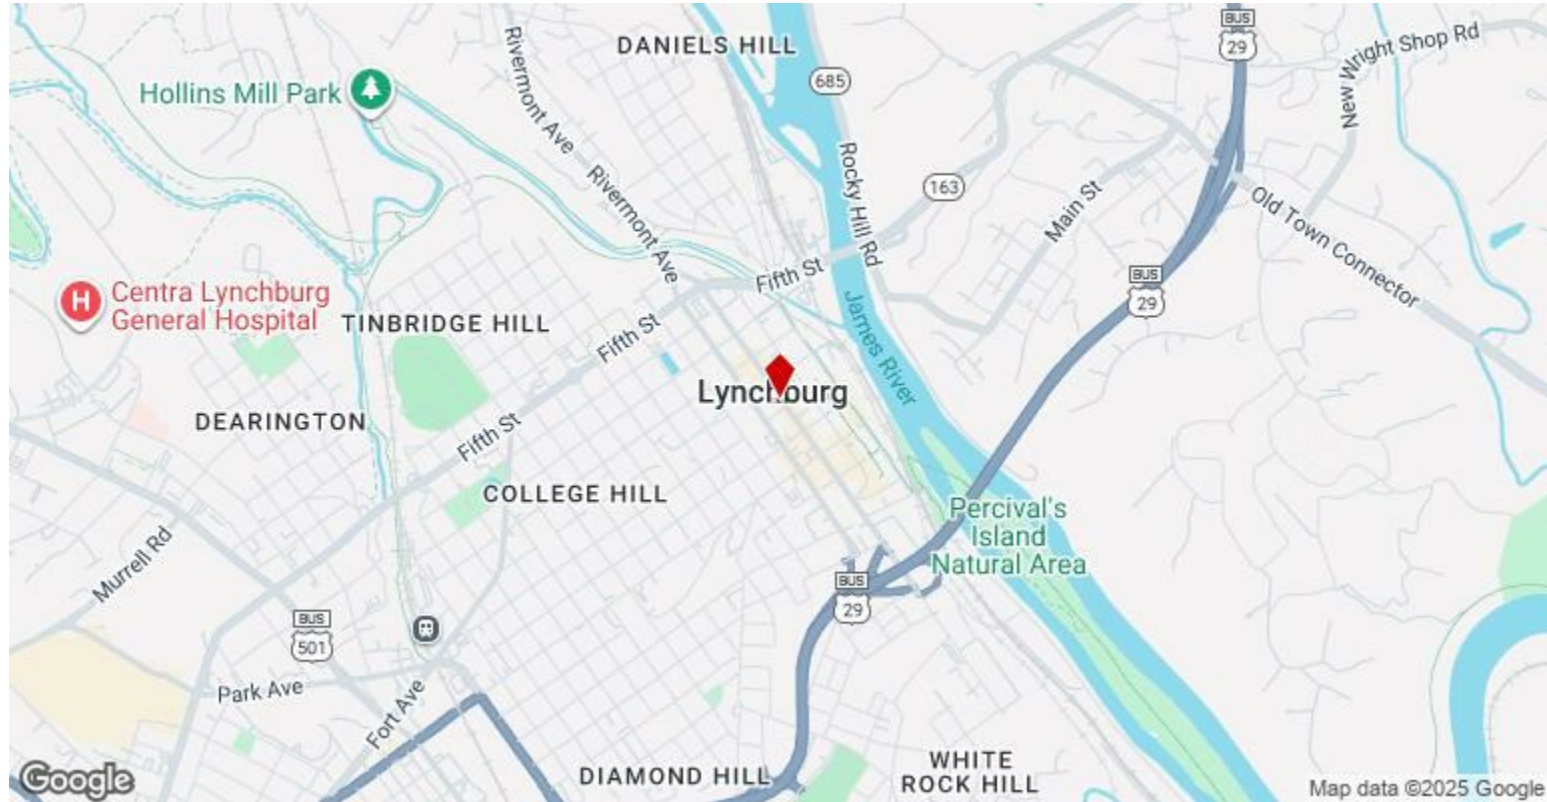 DANIELS HILL
BUS
29
New Wright Shop Rd
685
Hollins Mill Park
Rivermont Ave
Rocky Hill Rd
163
Rivermont Ave
Main St
Old Town Connector
Fifth St
BUS
29
H
Centra Lynchburg
General Hospital
TINBRIDGE HILL
Fifth St
James River
Lynchburg
DEARINGTON
Fifth St
COLLEGE HILL
Percival's
Island
Natural Area
Murrell Rd
BUS
29
BUS
501
Park Ave
Fort Ave
WHITE
ROCK HILL
DIAMOND HILL
Google
Map data ©2025 Google